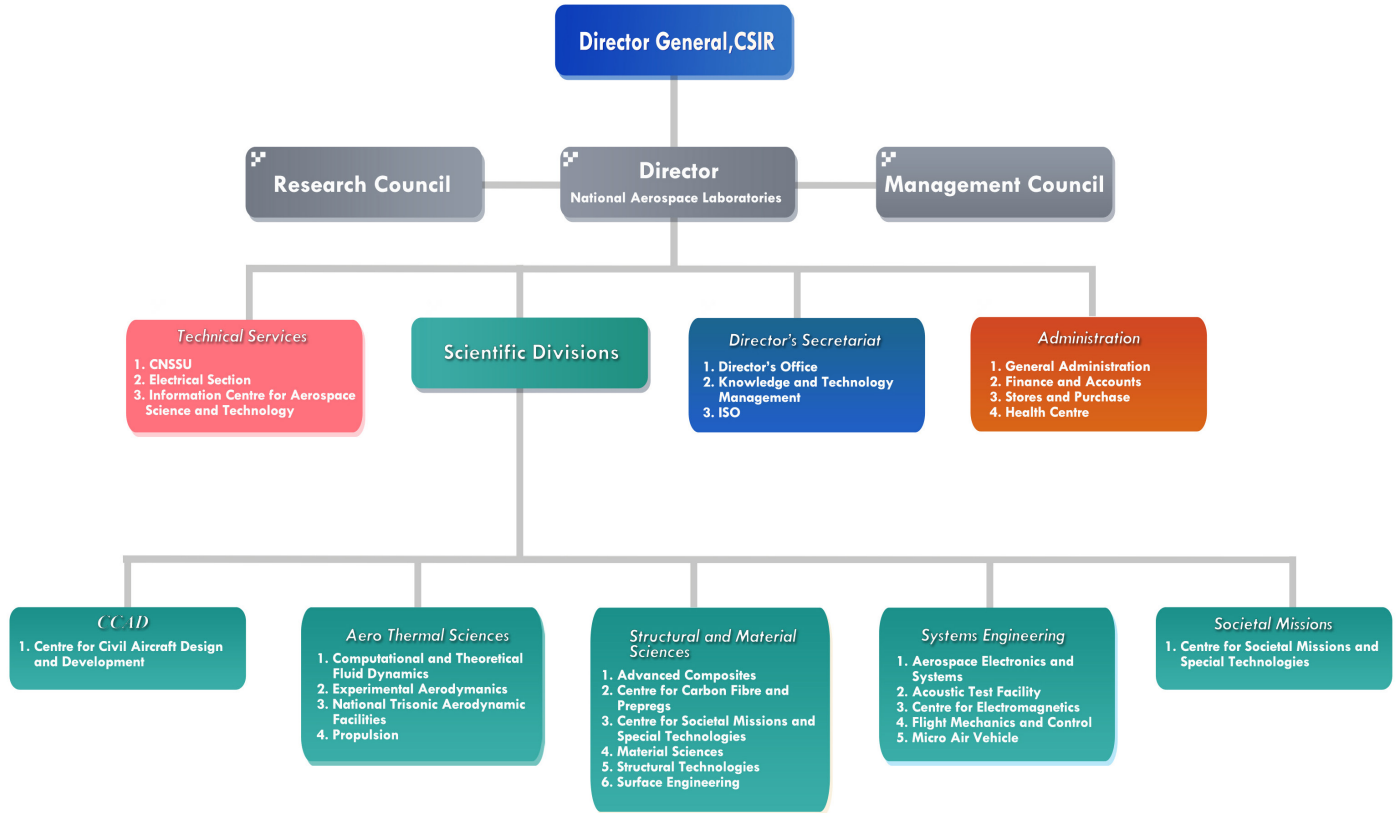 Director General,CSIR
Research Council
Director
National Aerospace Laboratories
Management Council
Technical Services
1. CNSSU
2. Electrical Section
3. Information Centre for Aerospace
Science and Technology
Scientific Divisions
Director's Secretariat
1. Director's Office
2. Knowledge and Technology
Management
3. ISO
Administration
1. General Administration
2. Finance and Accounts
3. Stores and Purchase
4. Health Centre
CCAD
1. Centre for Civil Aircraft Design
and Development
Aero Thermal Sciences
1. Computational and Theoretical
Fluid Dynamics
2. Experimental Aerodymanics
3. National Trisonic Aerodynamic
Facilities
4. Propulsion
Structural and Material
Sciences
1. Advanced Composites
2. Centre for Carbon Fibre and
Prepregs
3. Centre for Societal Missions and
Special Technologies
4. Material Sciences
5. Structural Technologies
6. Surface Engineering
Systems Engineering
1. Aerospace Electronics and
Systems
2. Acoustic Test Facility
3. Centre for Electromagnetics
4. Flight Mechanics and Control
5. Micro Air Vehicle
Societal Missions
1. Centre for Societal Missions and
Special Technologies